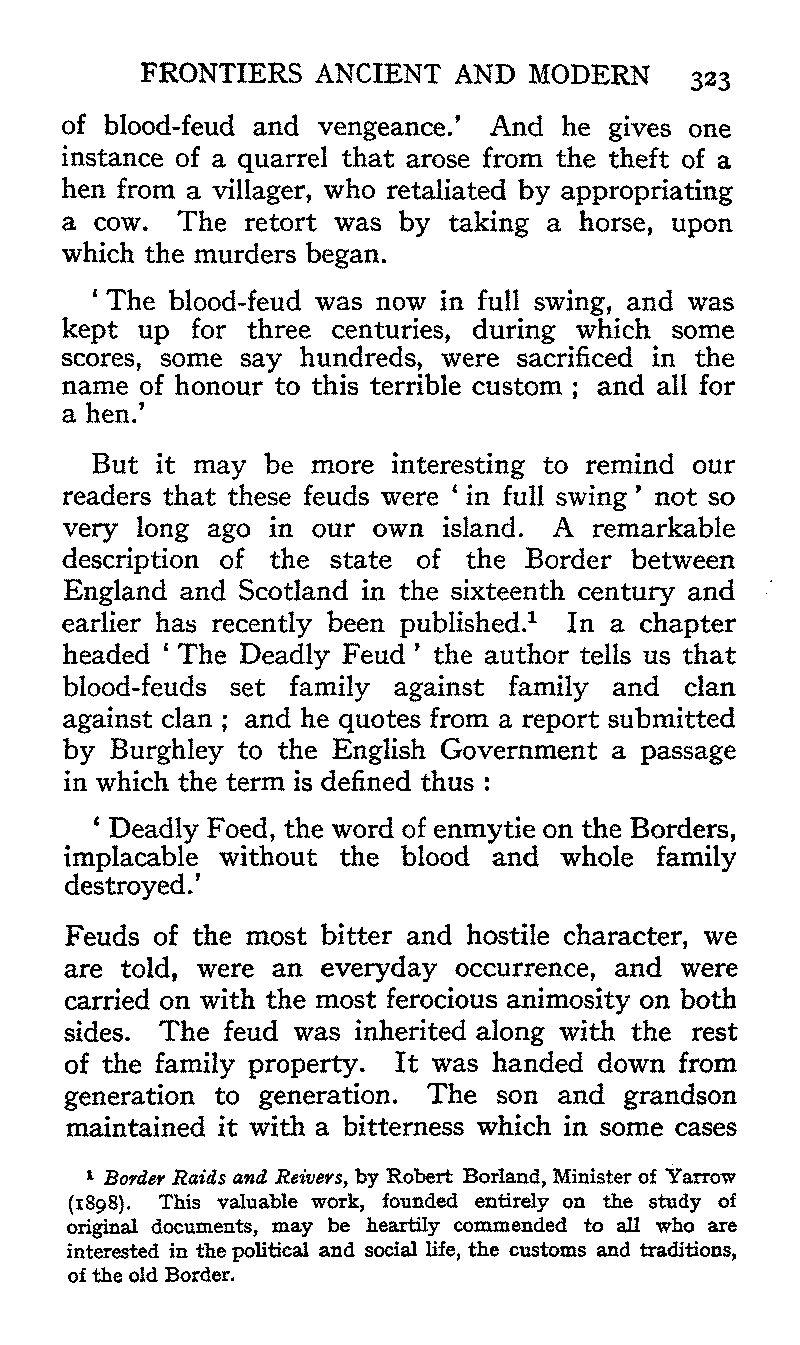 FRONTIERS ANCIENT AND MODERN 323
of blood-feud and vengeance.’ And he gives one
instance of a quarrel that arose from the theft of a
hen from a villager, who retaliated by appropriating
a cow. The retort was by taking a horse, upon
which the murders began.
‘ The blood-feud was now in full swing, and was
kept up for three centuries, during which some
scores, some say hundreds, were sacrificed in the
name of honour to this terrible custom ; and all for
a hen.’
But it may be more interesting to remind our
readers that these feuds were ‘ in full swing ’ not so
very long ago in our own island. A remarkable
description of the state of the Border between
England and Scotland in the sixteenth century and
earlier has recently been published.¹ In a chapter
headed ‘ The Deadly Feud ’ the author tells us that
blood-feuds set family against family and clan
against clan ; and he quotes from a report submitted
by Burghley to the English Government a passage
in which the term is defined thus :
‘ Deadly Foed, the word of enmytie on the Borders,
implacable without the blood and whole family
destroyed.’
Feuds of the most bitter and hostile character, we
are told, were an everyday occurrence, and were
carried on with the most ferocious animosity on both
sides. The feud was inherited along with the rest
of the family property. It was handed down from
generation to generation. The son and grandson
maintained it with a bitterness which in some cases
¹ Border Raids and Reivers, by Robert Borland, Minister of Yarrow
(1898). This valuable work, founded entirely on the study of
original documents, may be heartily commended to all who are
interested in the political and social life, the customs and traditions,
of the old Border.